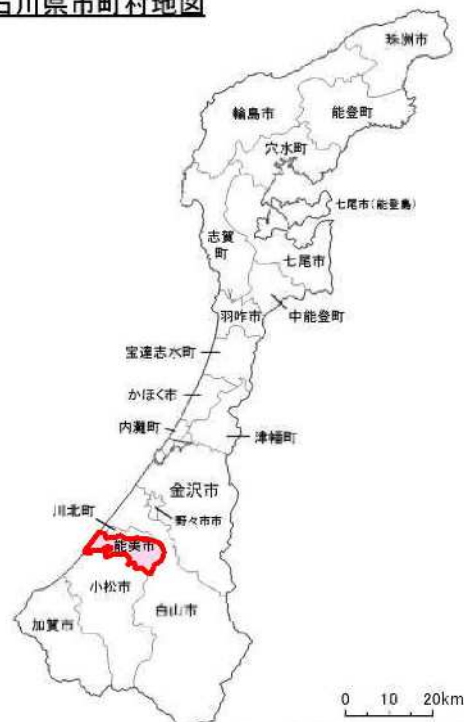 石川県市町村地図
珠洲市
輪島市
能登町
穴水町
七尾市(能登島)
志賀
町
七尾市
羽咋市
中能登町
宝達志水町
かほく市
内灘町
津幡町
金沢市
川北町
野々市市
能美市
小松市
白山市
加賀市
0 10 20km